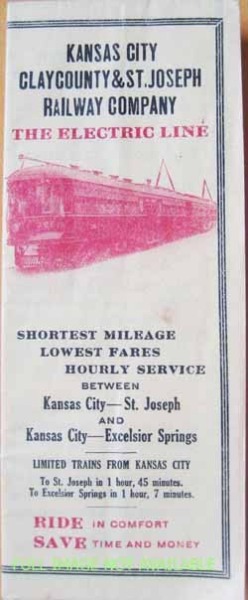 KANSAS CITY
CLAYCOUNTY & ST. JOSEPH
RAILWAY COMPANY
THE ELECTRIC LINE
SHORTEST MILEAGE
LOWEST FARES
HOURLY SERVICE
BETWEEN
Kansas City—St. Joseph
AND
Kansas City—Excelsior Springs
LIMITED TRAINS FROM KANSAS CITY
To St. Joseph in 1 hour, 45 minutes.
To Excelsior Springs in 1 hour, 7 minutes.
RIDE IN COMFORT
SAVE TIME AND MONEY